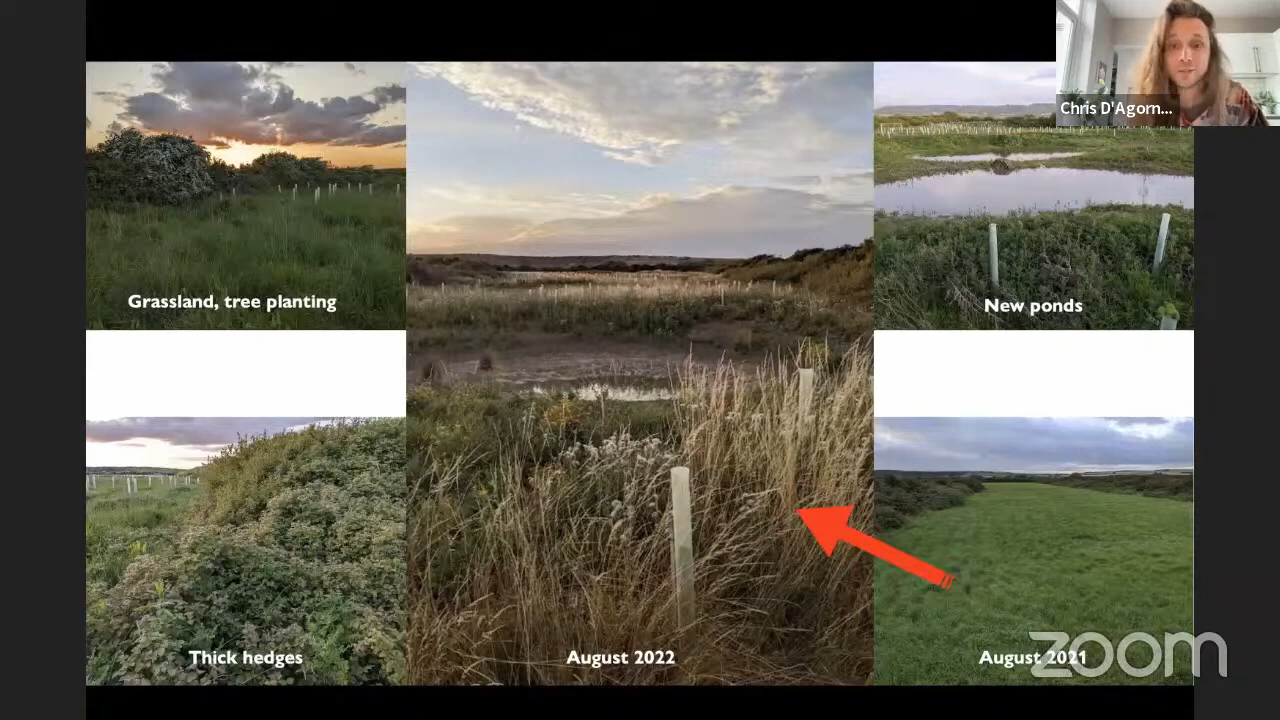 Chris D'Agorn...
Grassland, tree planting
New ponds
Thick hedges
August 2022
August 2021
zoom